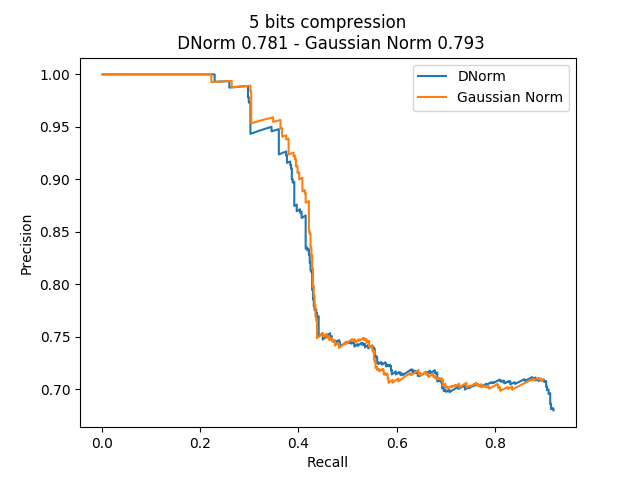 5 bits compression
DNorm 0.781 - Gaussian Norm 0.793
DNorm
Gaussian Norm
1.00
0.95
0.90
0.85
0.80
0.75
0.70
Precision
0.0
0.2
0.4
0.6
0.8
Recall